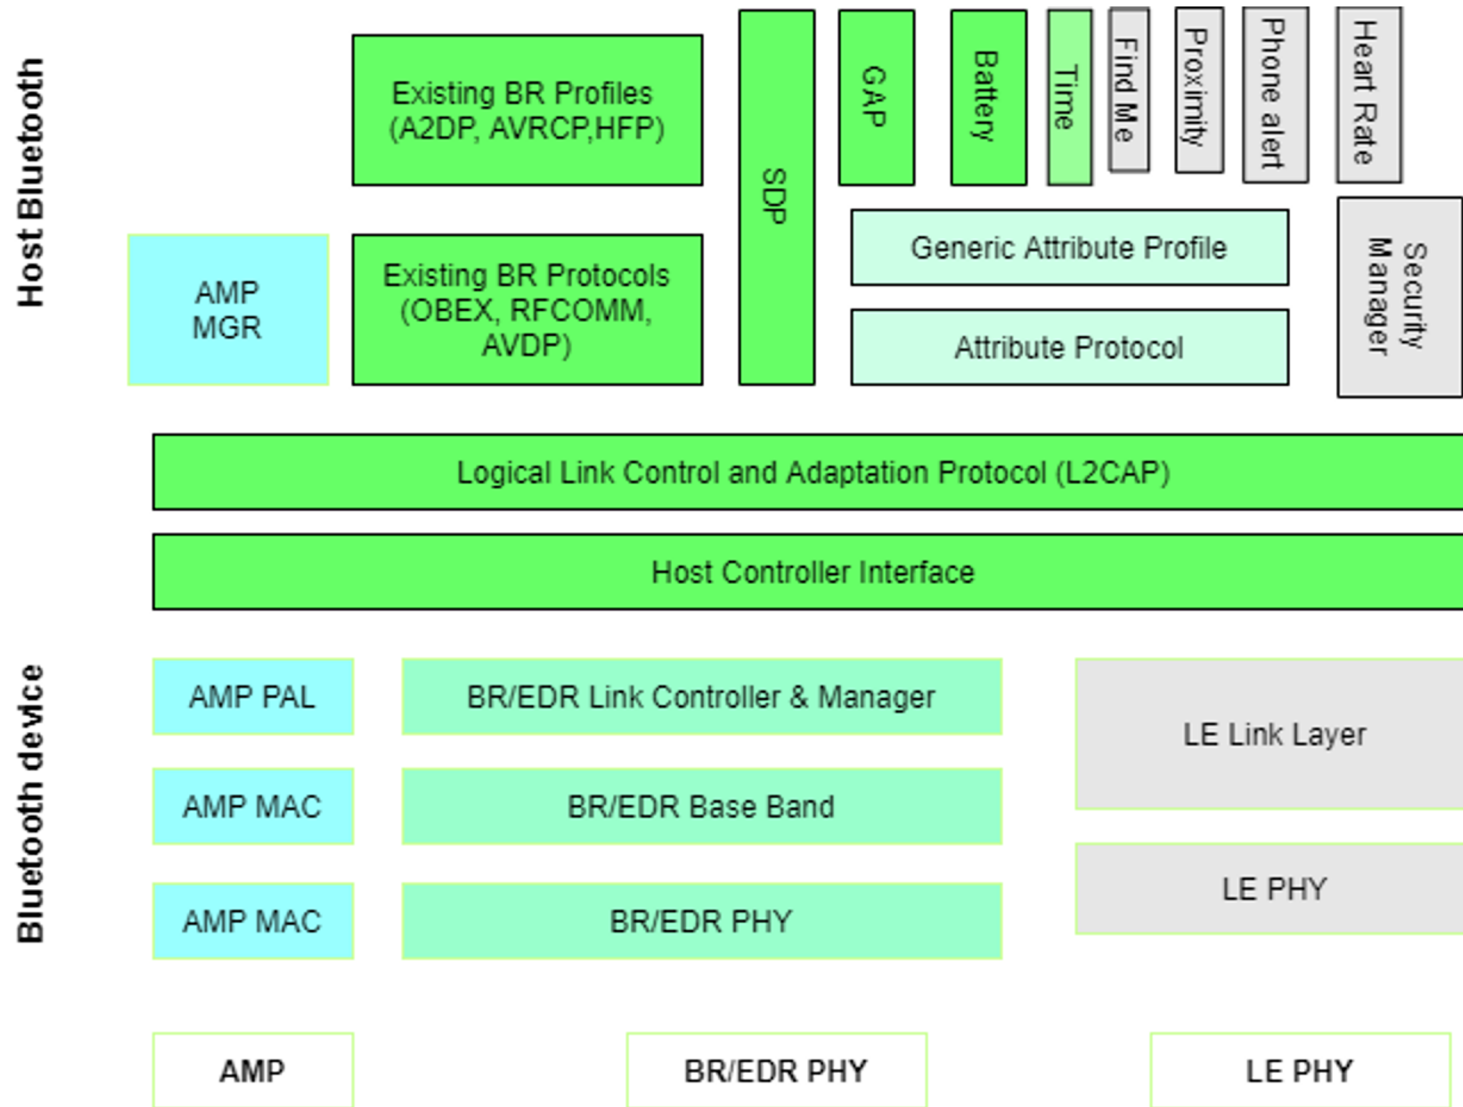 Host Bluetooth
Existing BR Profiles
(A2DP, AVRCP,HFP)
SDP
GAP
Battery
Time
Find Me
Proximity
Phone alert
Heart Rate
AMP
MGR
Existing BR Protocols
(OBEX, RFCOMM,
AVDP)
Generic Attribute Profile
Attribute Protocol
Security
Manager
Logical Link Control and Adaptation Protocol (L2CAP)
Host Controller Interface
Bluetooth device
AMP PAL
BR/EDR Link Controller & Manager
LE Link Layer
AMP MAC
BR/EDR Base Band
LE PHY
AMP MAC
BR/EDR PHY
AMP
BR/EDR PHY
LE PHY